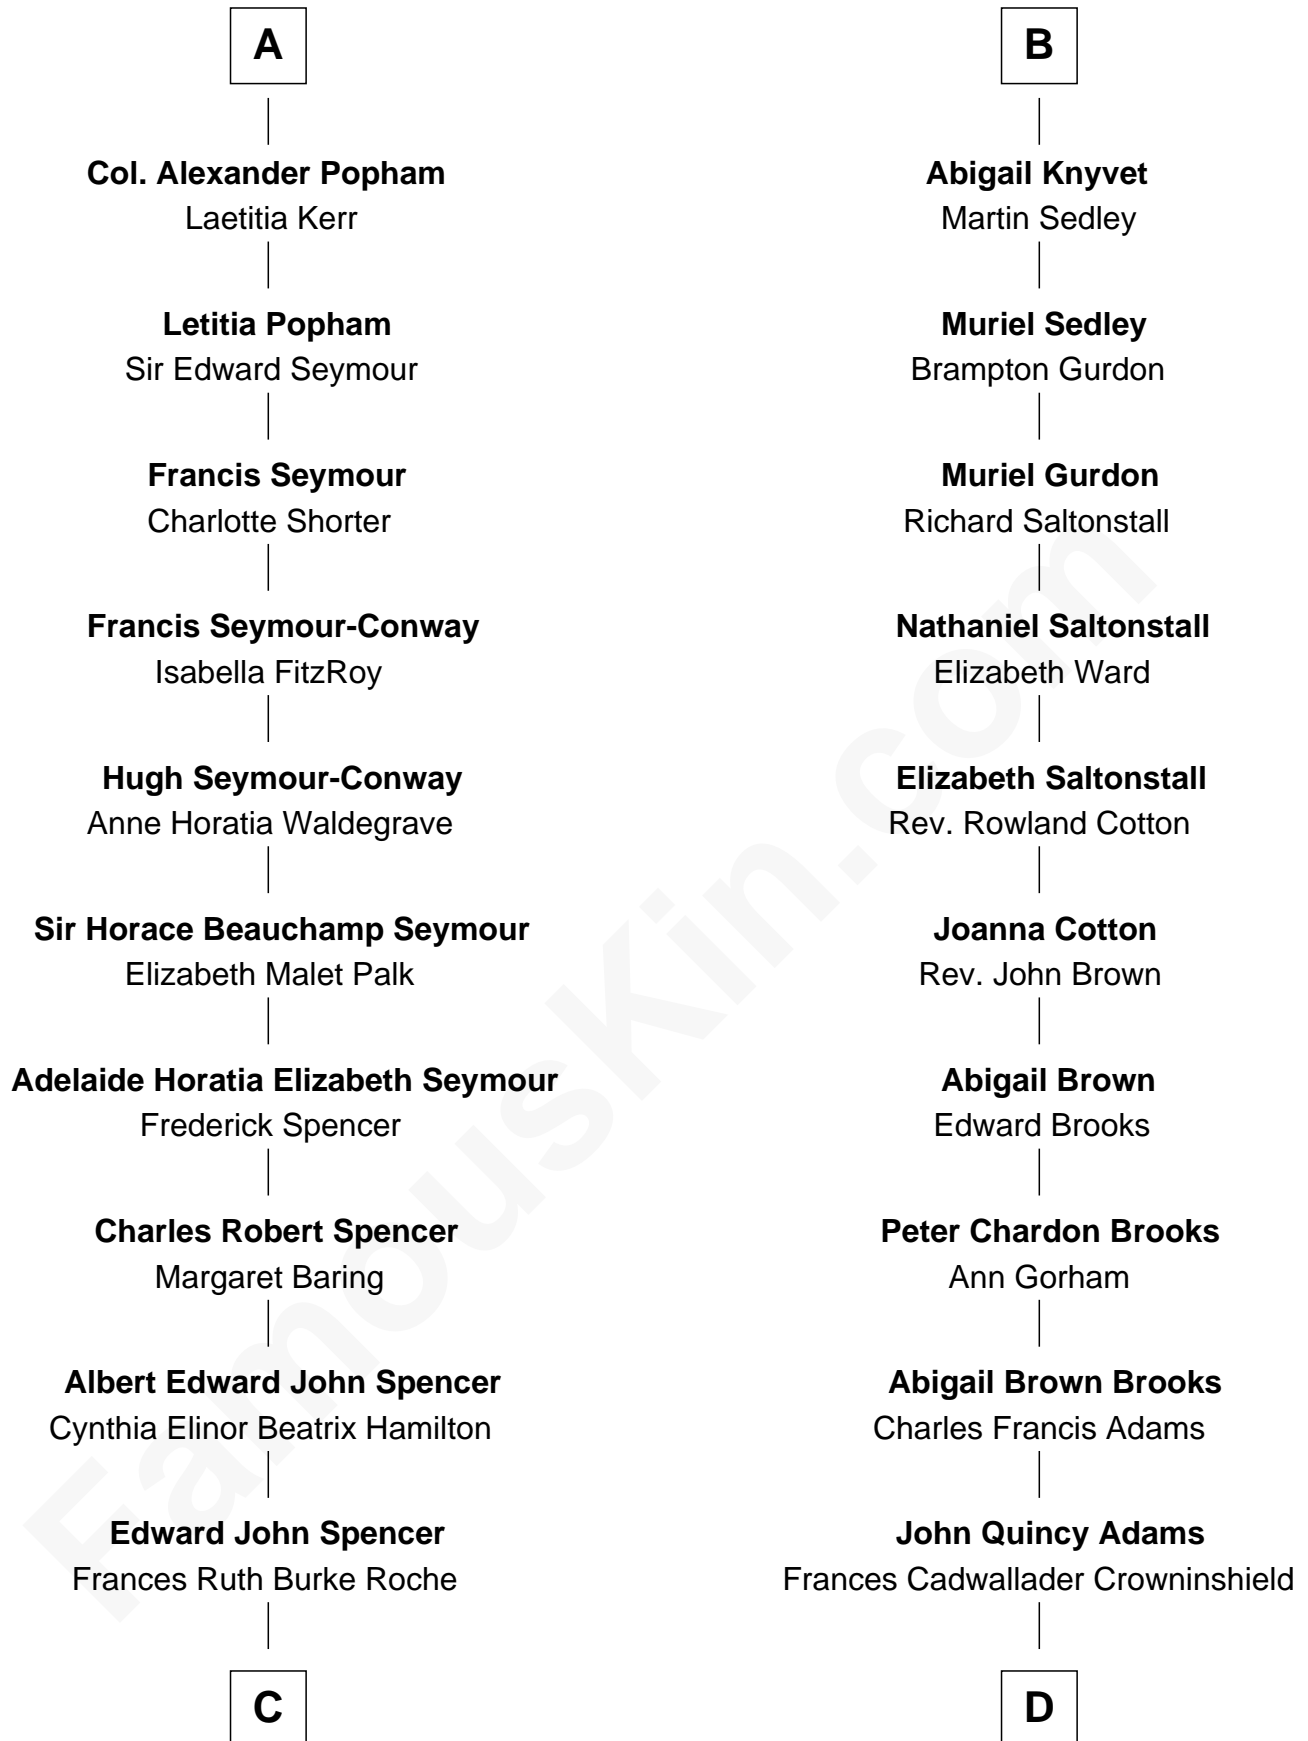 A
Col. Alexander Popham
Laetitia Kerr
Letitia Popham
Sir Edward Seymour
Francis Seymour
Charlotte Shorter
Francis Seymour-Conway
Isabella FitzRoy
Hugh Seymour-Conway
Anne Horatia Waldegrave
Sir Horace Beauchamp Seymour
Elizabeth Malet Palk
Adelaide Horatia Elizabeth Seymour
Frederick Spencer
Charles Robert Spencer
Margaret Baring
Albert Edward John Spencer
Cynthia Elinor Beatrix Hamilton
Edward John Spencer
Frances Ruth Burke Roche
C
B
Abigail Knyvet
Martin Sedley
Muriel Sedley
Brampton Gurdon
Muriel Gurdon
Richard Saltonstall
Nathaniel Saltonstall
Elizabeth Ward
Elizabeth Saltonstall
Rev. Rowland Cotton
Joanna Cotton
Rev. John Brown
Abigail Brown
Edward Brooks
Peter Chardon Brooks
Ann Gorham
Abigail Brown Brooks
Charles Francis Adams
John Quincy Adams
Frances Cadwallader Crowninshield
D
FamousKin.com